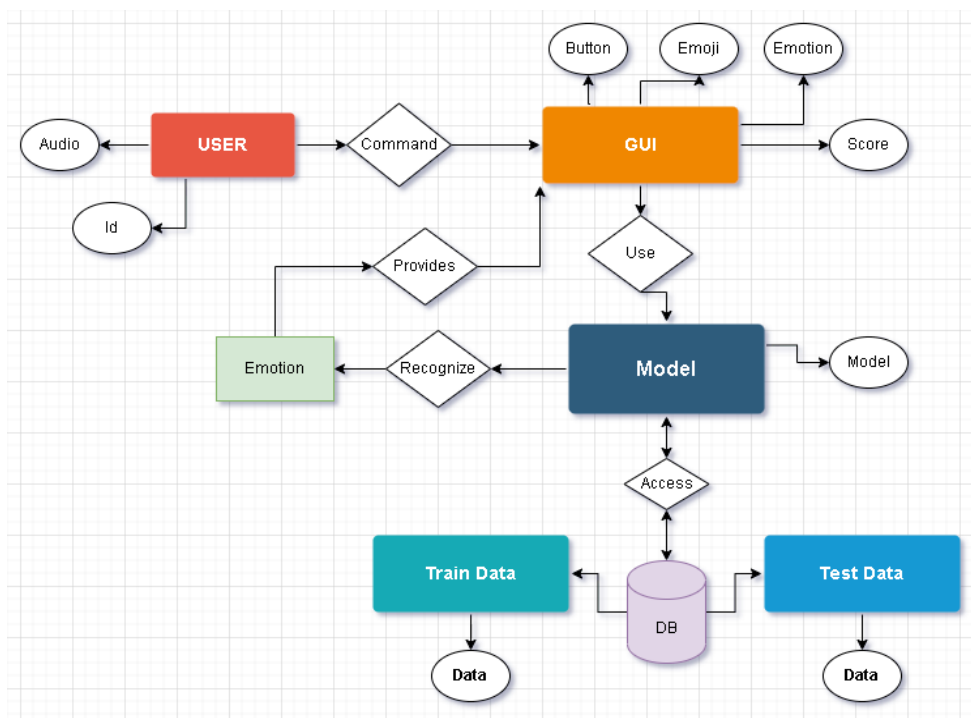 Button
Emoji
Emotion
Audio
USER
Command
GUI
Score
Id
Provides
Use
Emotion
Recognize
Model
Model
Access
Train Data
DB
Test Data
Data
Data